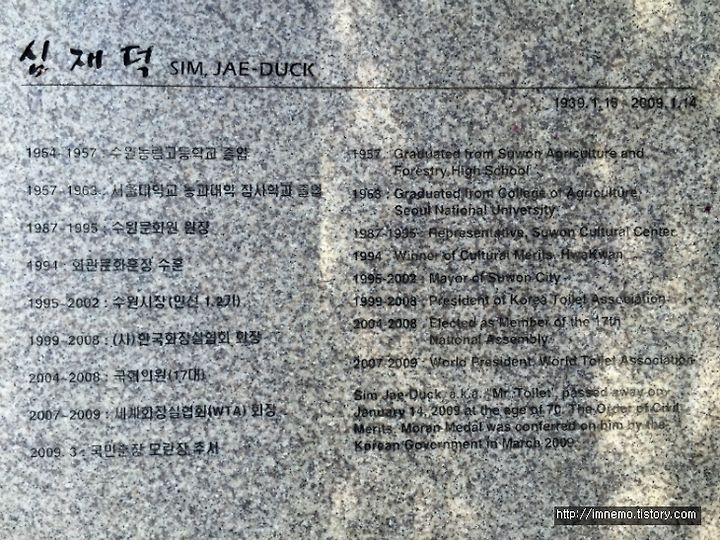 심재덕 SIM, JAE-DUCK
1939.1.16 2009.1.14
1954-1957 : 수원농림고등학교 졸업
1957-1963 : 서울대학교 농과대학 잠사학과 졸업
1987-1995 : 수원문화원 원장
1994 : 화관문화훈장 수훈
1995-2002 : 수원시장(민선 1.2기)
1999-2008 : (사)한국화장실협회 회장
2004-2008 : 국회의원(17대)
2007-2009 : 세계화장실협회(WTA) 회장
2009. 3 : 국민훈장 모란장 추서
1957 : Graduated from Suwon Agriculture and
Forestry High School
1963 : Graduated from College of Agriculture,
Seoul National University
1987-1995 : Representative, Suwon Cultural Center
1994 : Winner of Cultural Merits, HwaKwan
1995-2002 : Mayor of Suwon City
1999-2008 : President of Korea Toilet Association
2004-2008 : Elected as Member of the 17th
National Assembly
2007-2009 : World President, World Toilet Association
Sim Jae-Duck, a.k.a. "Mr. Toilet", passed away on
January 14, 2009 at the age of 70. The Order of Civil
Merits, Moran Medal was conferred on him by the
Korean Government in March 2009
http://imnemo.tistory.com